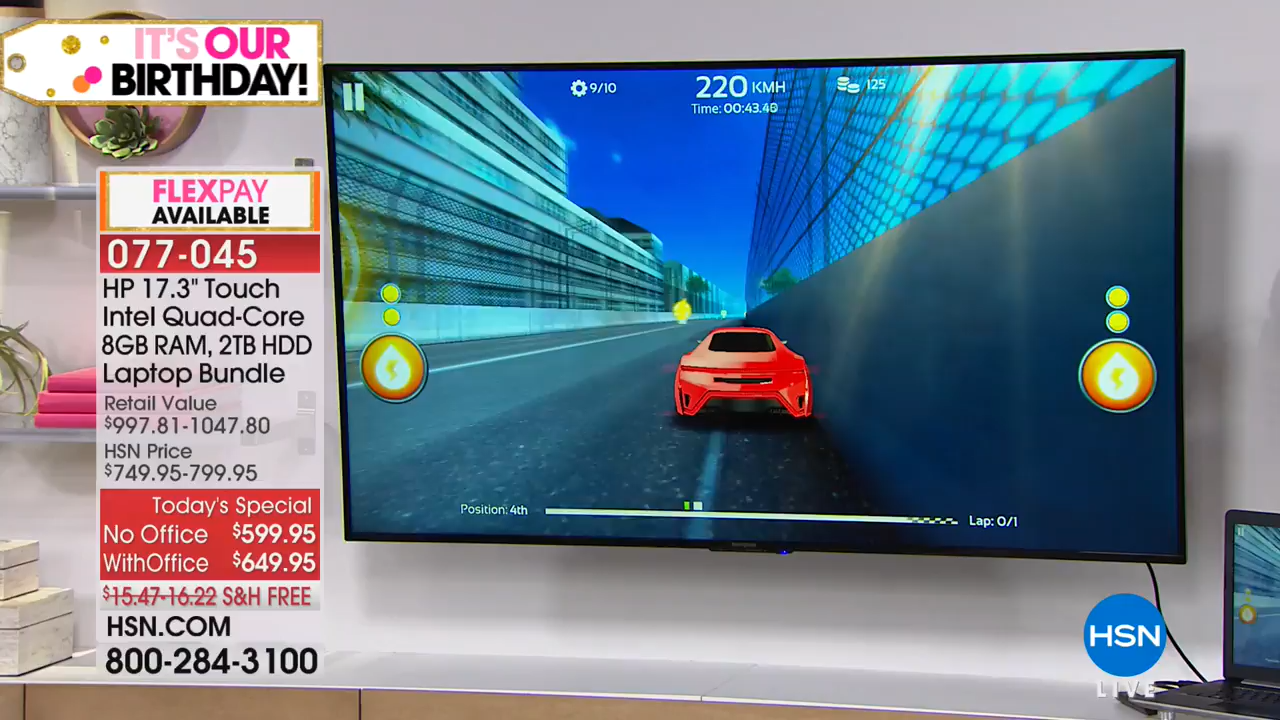 IT'S OUR
BIRTHDAY!
FLEXPAY
AVAILABLE
077-045
HP 17.3" Touch
Intel Quad-Core
8GB RAM, 2TB HDD
Laptop Bundle
Retail Value
$997.81-1047.80
HSN Price
$749.95-799.95
Today's Special
No Office $599.95
WithOffice $649.95
$15.47-16.22 S&H FREE
HSN.COM
800-284-3100
9/10
220 KMH
Time: 00:43.40
125
Position: 4th
Lap: 0/1
HSN
LIVE